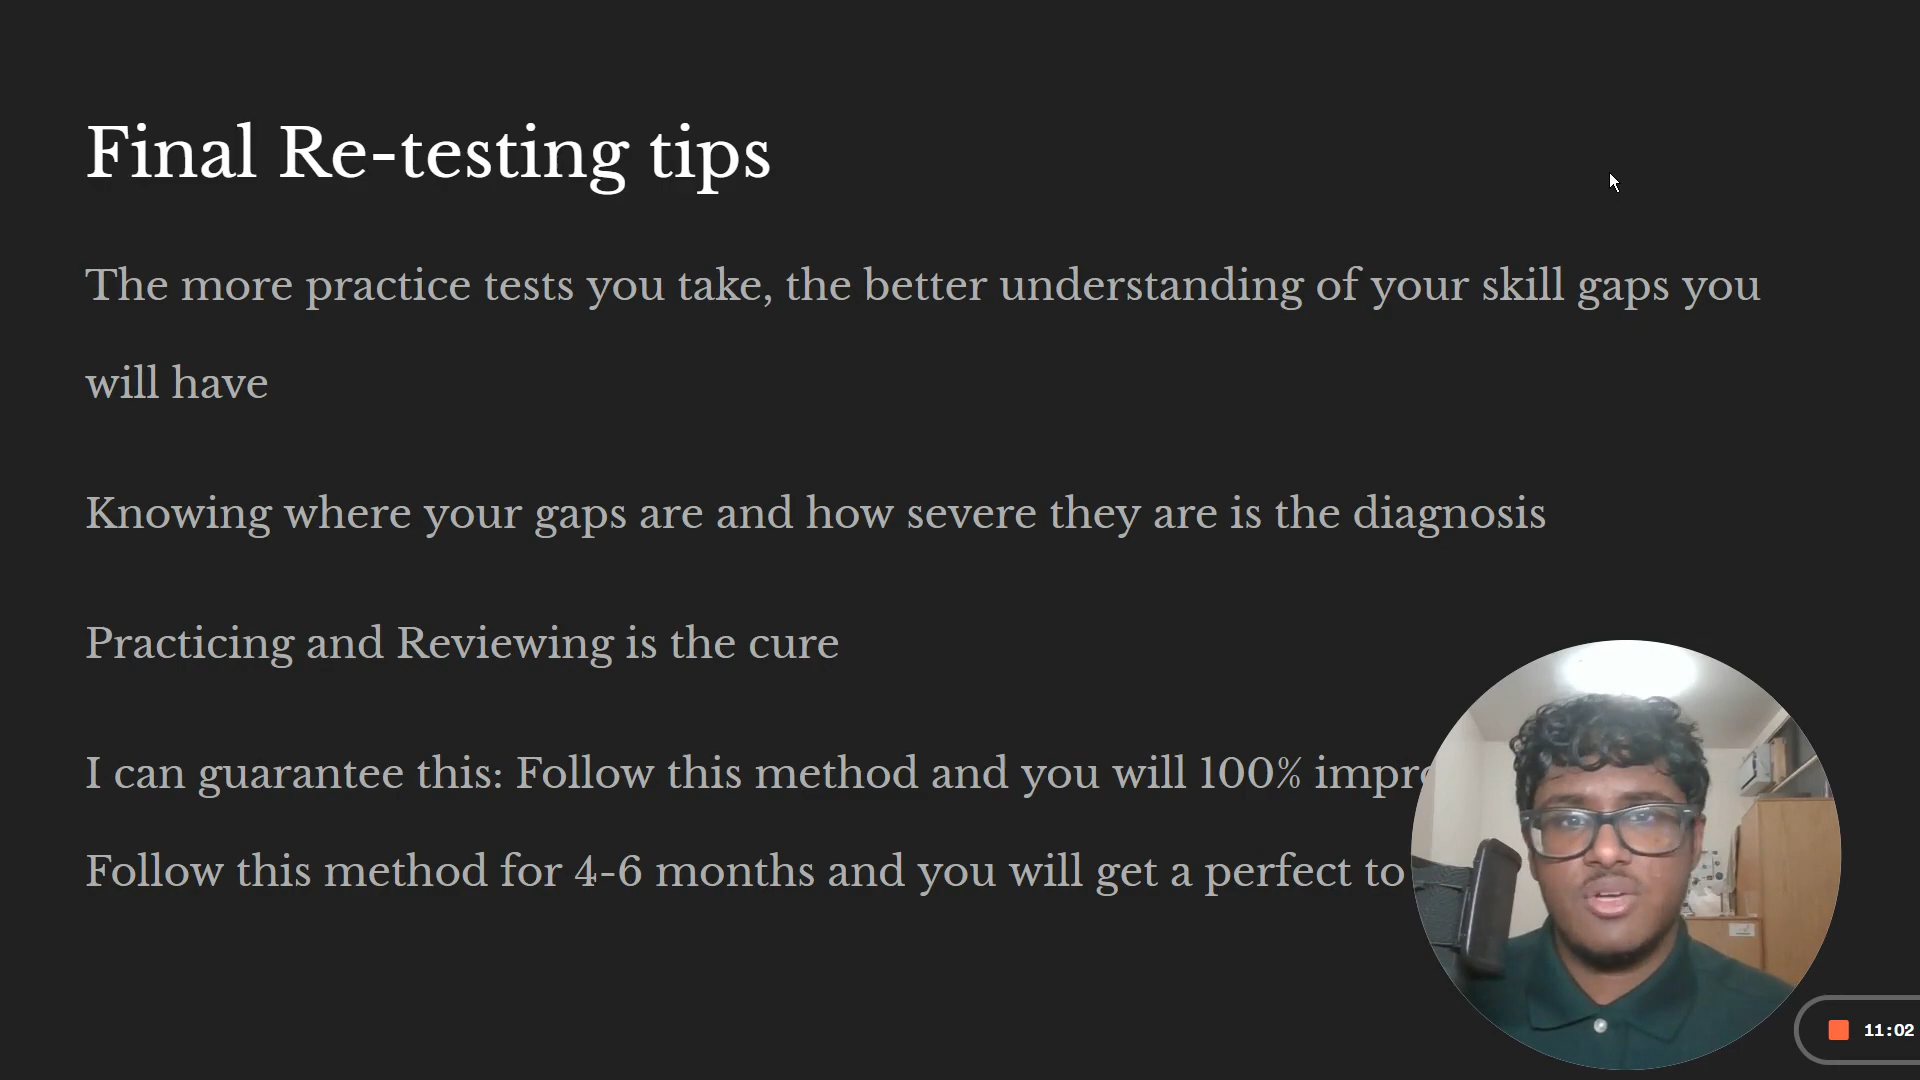 Final Re-testing tips
The more practice tests you take, the better understanding of your skill gaps you
will have
Knowing where your gaps are and how severe they are is the diagnosis
Practicing and Reviewing is the cure
I can guarantee this: Follow this method and you will 100%
Follow this method for 4-6 months and you will get a perfect to
11:02